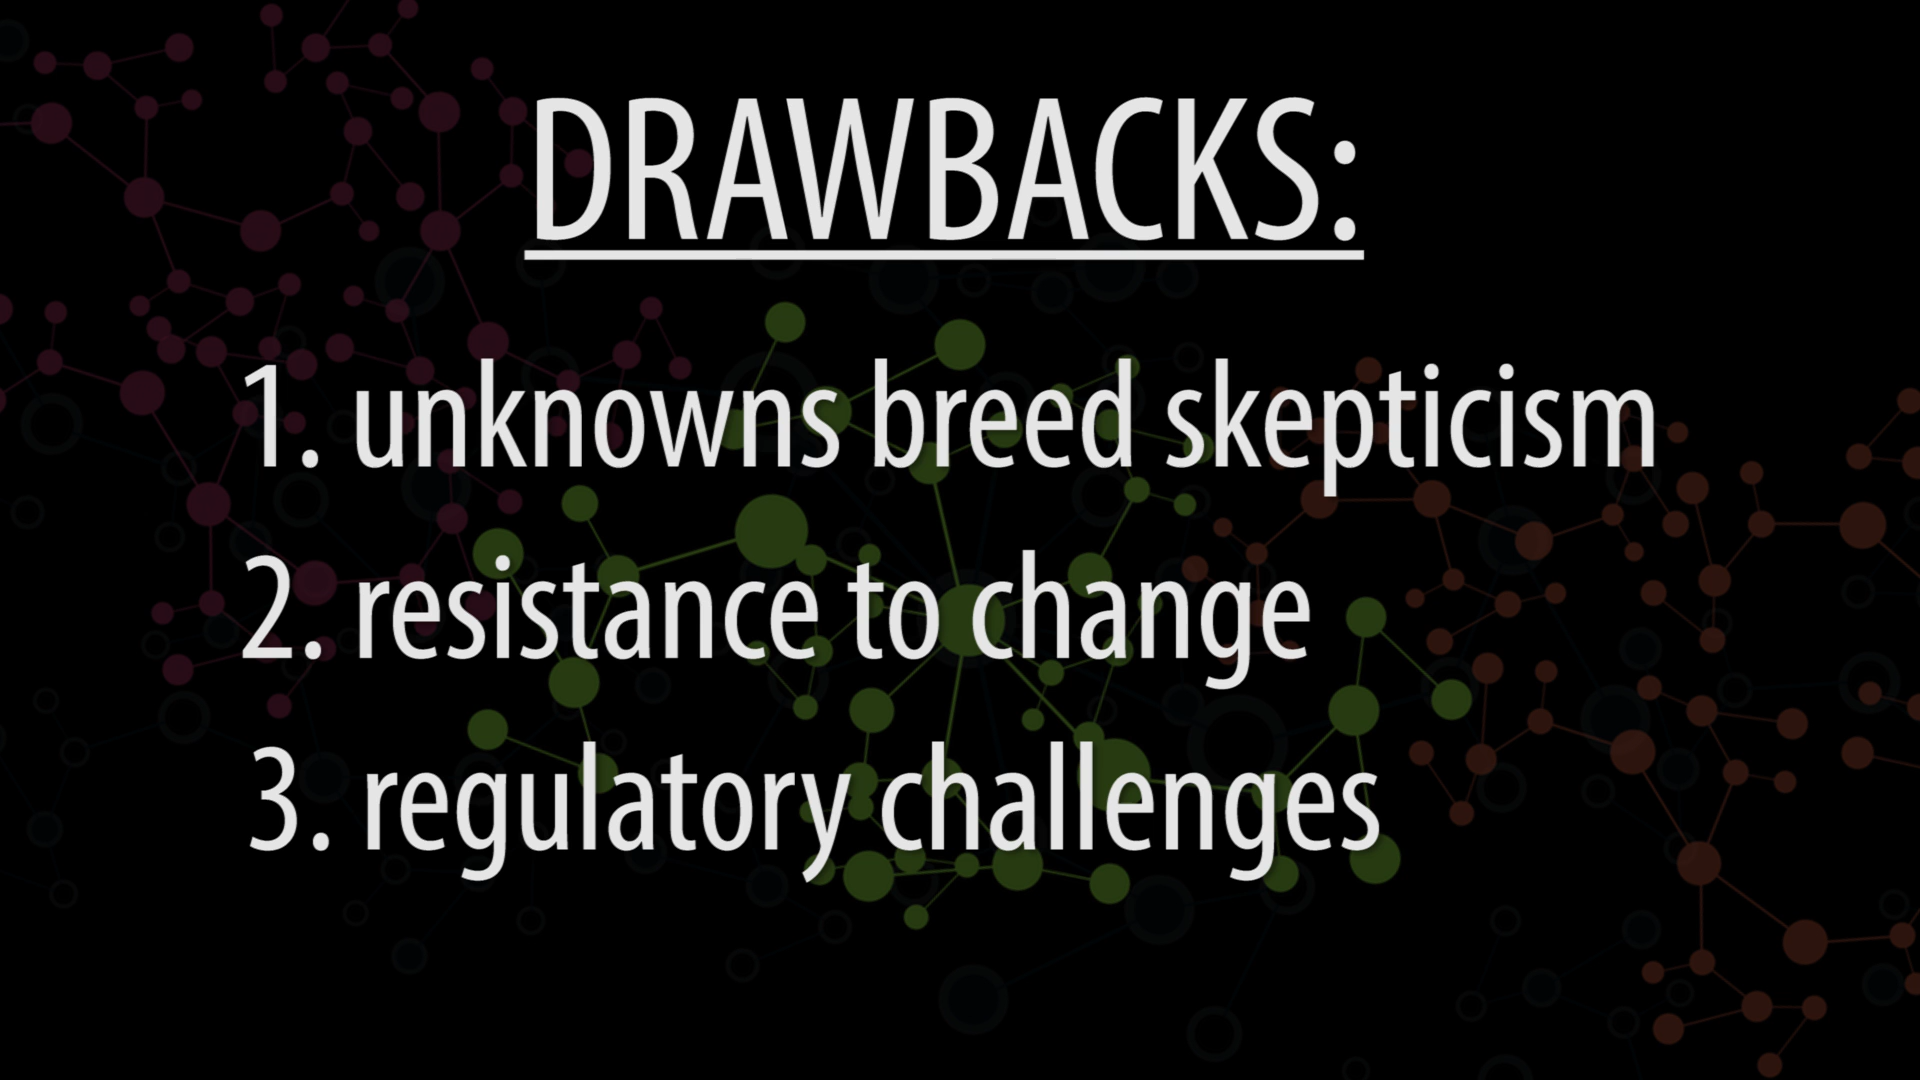 DRAWBACKS:
1. unknowns breed skepticism
2. resistance to change
3. regulatory challenges